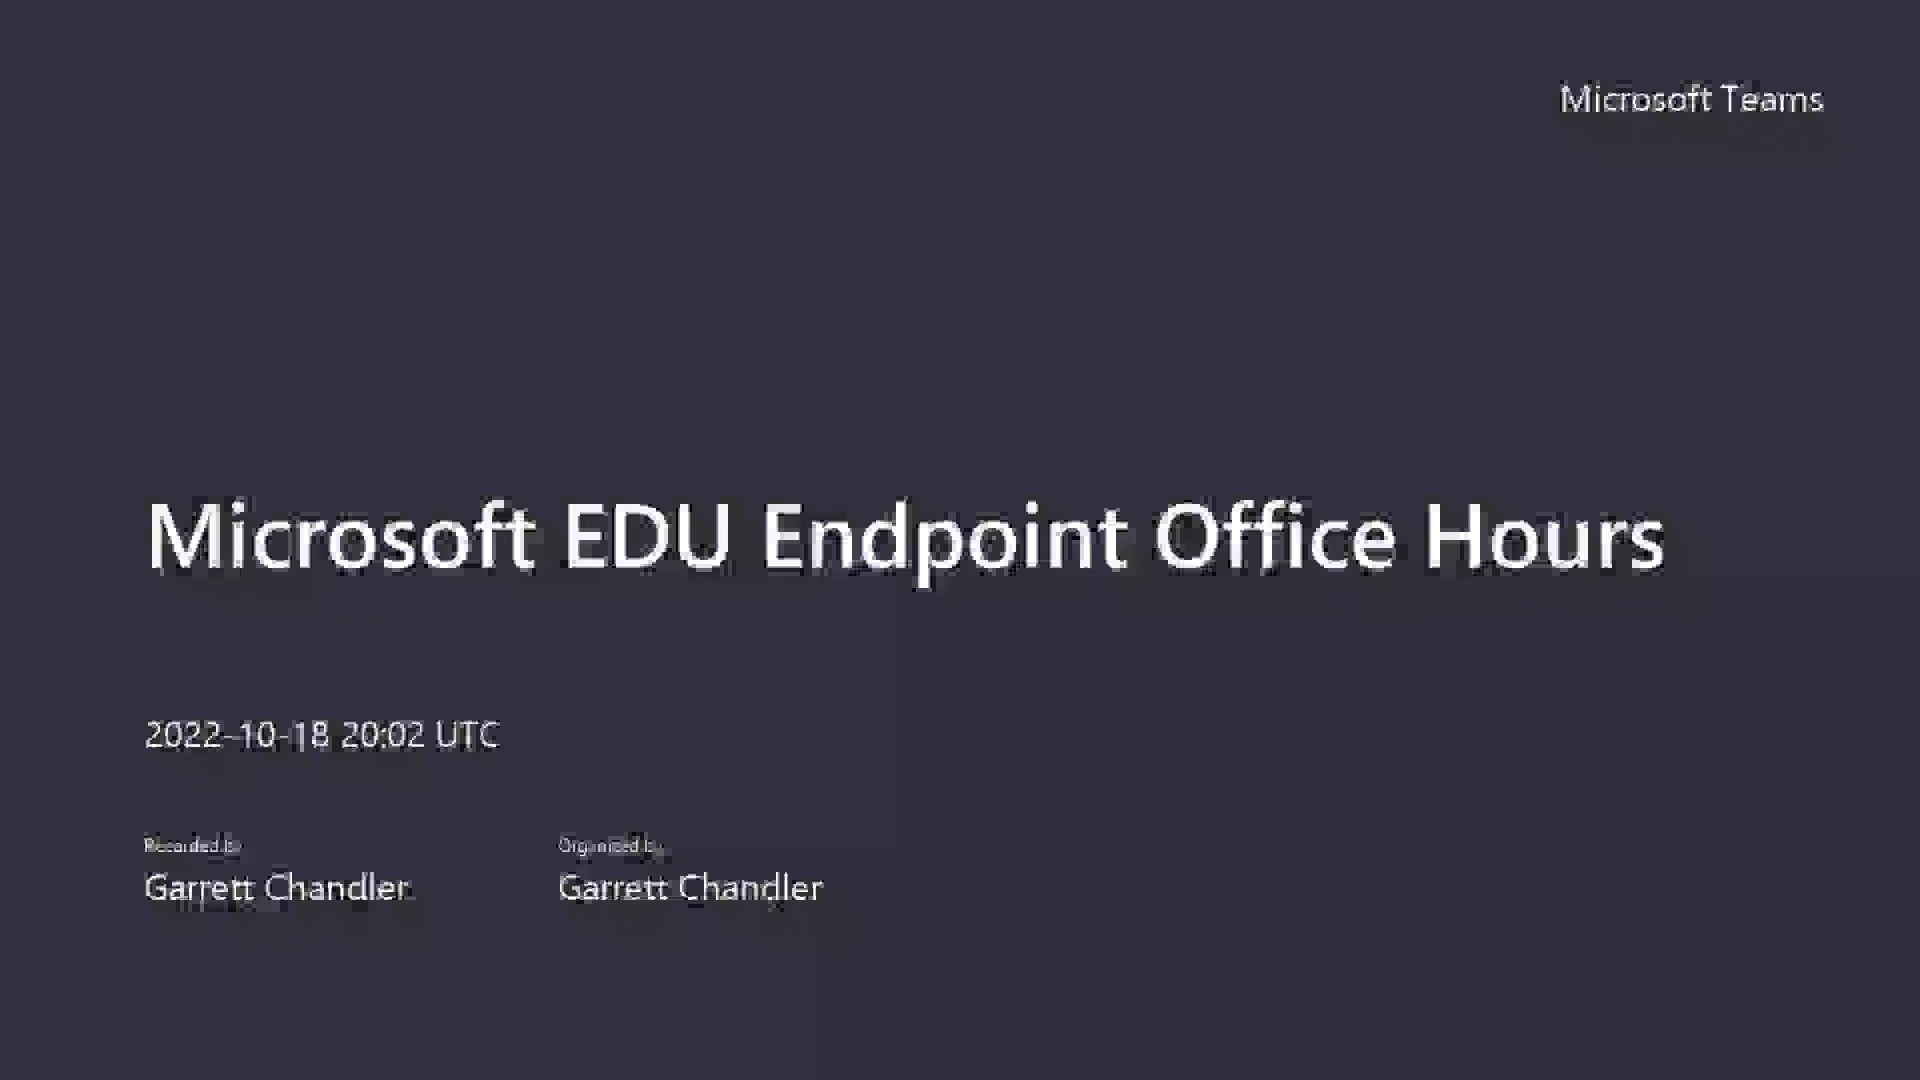 Microsoft Teams
Microsoft EDU Endpoint Office Hours
2022-10-18 20:02 UTC
Recorded by
Organized by
Garrett Chandler
Garrett Chandler